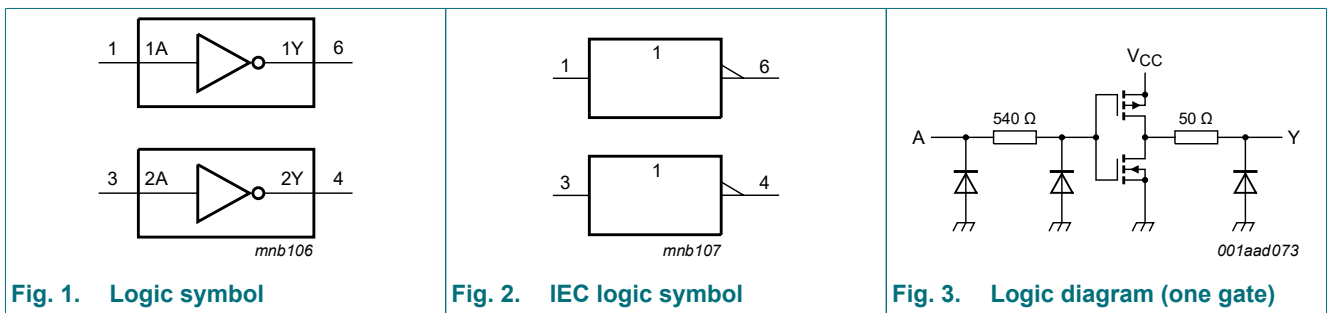 1 1A 1Y 6
3 2A 2Y 4
mnb106
Fig. 1. Logic symbol
1 1 6
3 1 4
mnb107
Fig. 2. IEC logic symbol
VCC
A 540 Ω 50 Ω Y
001aad073
Fig. 3. Logic diagram (one gate)